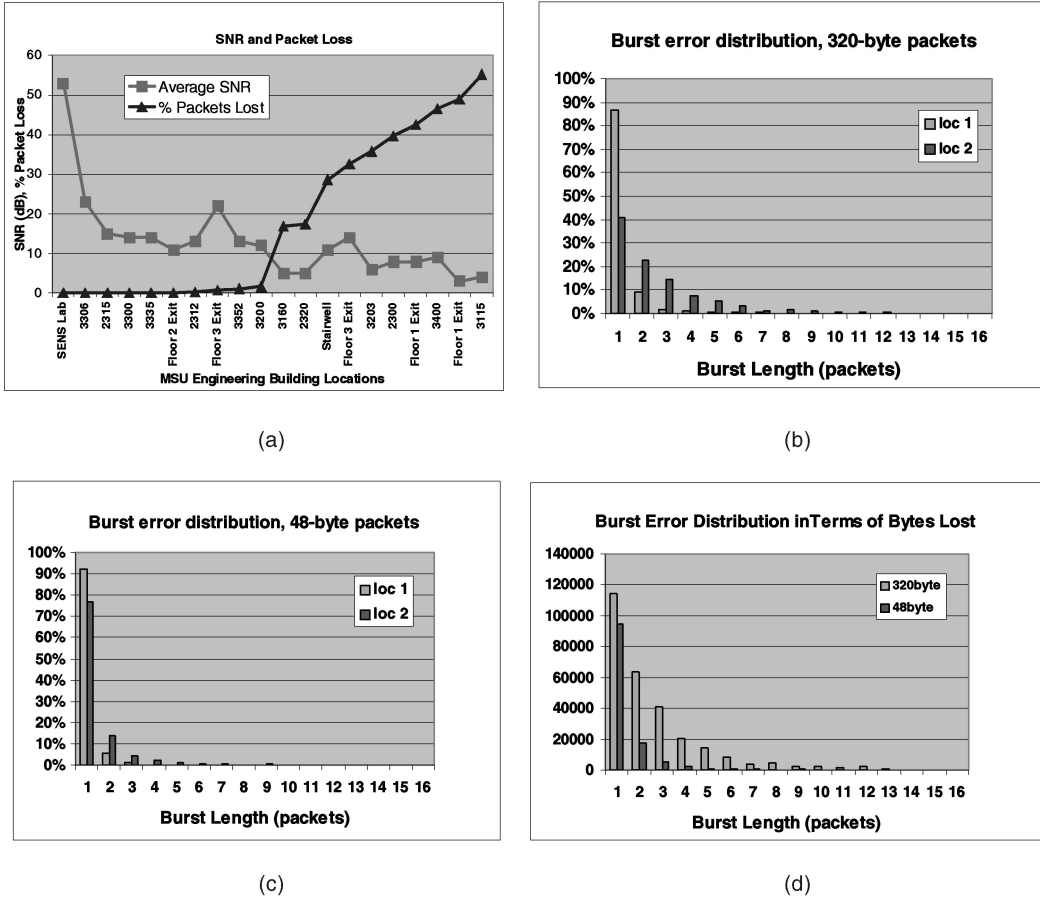 SNR and Packet Loss
SNR (dB), % Packet Loss
60
50
40
30
20
10
0
Average SNR
% Packets Lost
SENS Lab
3306
2315
3300
3335
Floor 2 Exit
2312
Floor 3 Exit
3352
3200
3160
2320
Stairwell
Floor 3 Exit
3203
2300
Floor 1 Exit
3400
Floor 1 Exit
3115
MSU Engineering Building Locations
(a)
Burst error distribution, 320-byte packets
100%
90%
80%
70%
60%
50%
40%
30%
20%
10%
0%
loc 1
loc 2
1 2 3 4 5 6 7 8 9 10 11 12 13 14 15 16
Burst Length (packets)
(b)
Burst error distribution, 48-byte packets
100%
90%
80%
70%
60%
50%
40%
30%
20%
10%
0%
loc 1
loc 2
1 2 3 4 5 6 7 8 9 10 11 12 13 14 15 16
Burst Length (packets)
(c)
Burst Error Distribution inTerms of Bytes Lost
140000
120000
100000
80000
60000
40000
20000
0
320byte
48byte
1 2 3 4 5 6 7 8 9 10 11 12 13 14 15 16
Burst Length (packets)
(d)